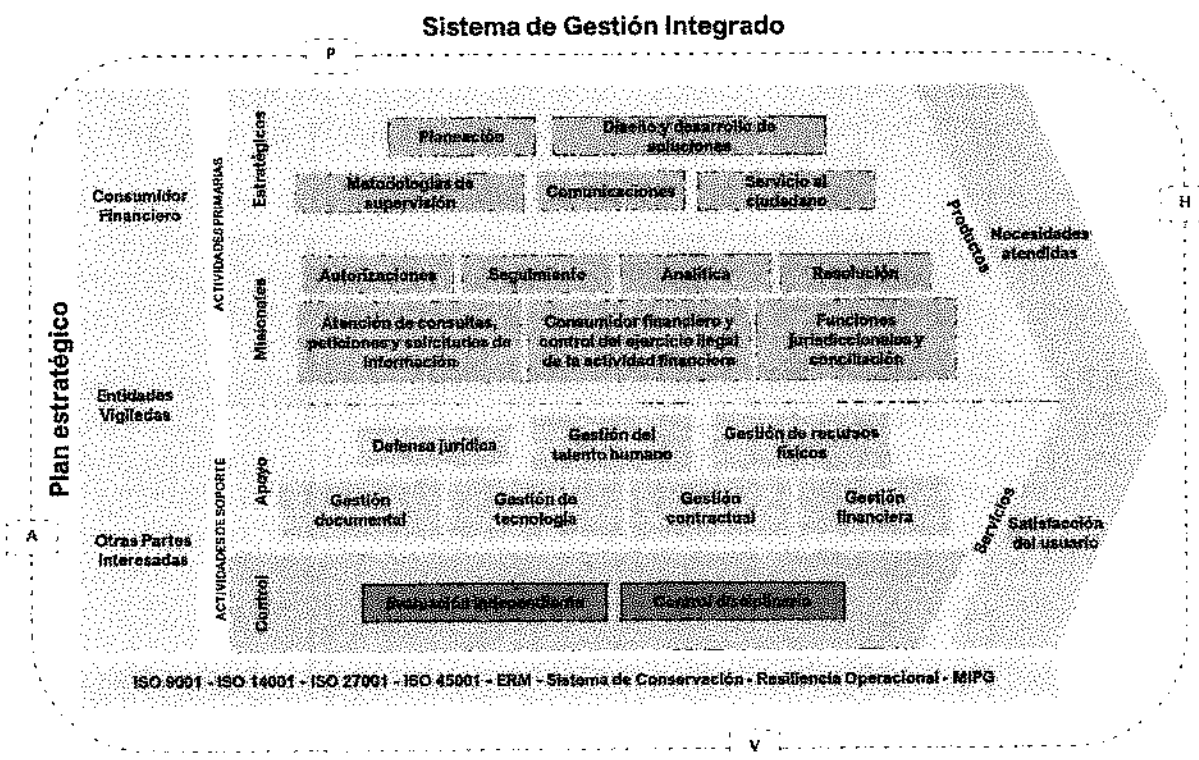 Sistema de Gestión Integrado
P
Plan estratégico
Consumidor
Financiero
Entidades
Vigiladas
Otras Partes
Interesadas
ACTIVIDADES PRIMARIAS
Estratégicos
Planeación
Diseño y desarrollo de
soluciones
Metodologías de
supervisión
Comunicaciones
Servicio al
ciudadano
Misionales
Autorizaciones
Seguimiento
Analítica
Resolución
Atención de consultas,
peticiones y solicitudes de
información
Consumidor financiero y
control del ejercicio ilegal
de la actividad financiera
Funciones
jurisdiccionales y
conciliación
ACTIVIDADES DE SOPORTE
Apoyo
Defensa jurídica
Gestión del
talento humano
Gestión de recursos
físicos
Gestión
documental
Gestión de
tecnología
Gestión
contractual
Gestión
financiera
Control
Evaluación independiente
Control disciplinario
Productos
Necesidades
atendidas
Servicios
Satisfacción
del usuario
H
A
ISO 9001 - ISO 14001 - ISO 27001 - ISO 45001 - ERM - Sistema de Conservación - Resiliencia Operacional - MIPG
V